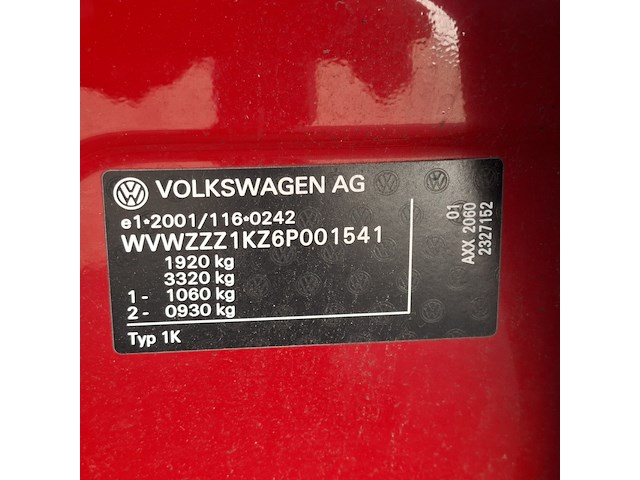 VOLKSWAGEN AG
e1*2001/116*0242
WVWZZZ1KZ6P001541
1920 kg
3320 kg
1 - 1060 kg
2 - 0930 kg
Typ 1K
01
AXX 2060
2327152